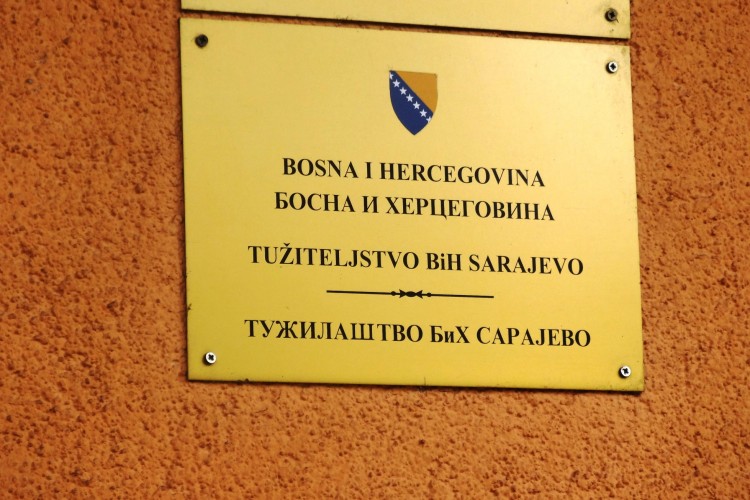 BOSNA I HERCEGOVINA
БОСНА И ХЕРЦЕГОВИНА
TUŽITELJSTVO BiH SARAJEVO
ТУЖИЛАШТВО БиХ САРАЈЕВО